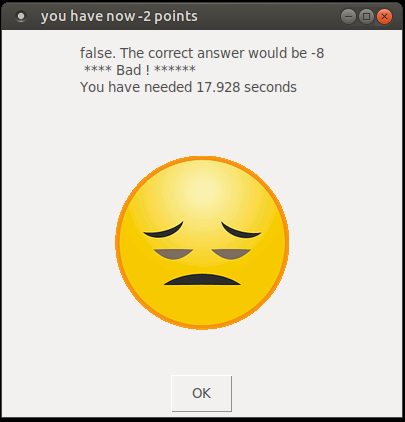 you have now -2 points
false. The correct answer would be -8
**** Bad ! ******
You have needed 17.928 seconds
OK